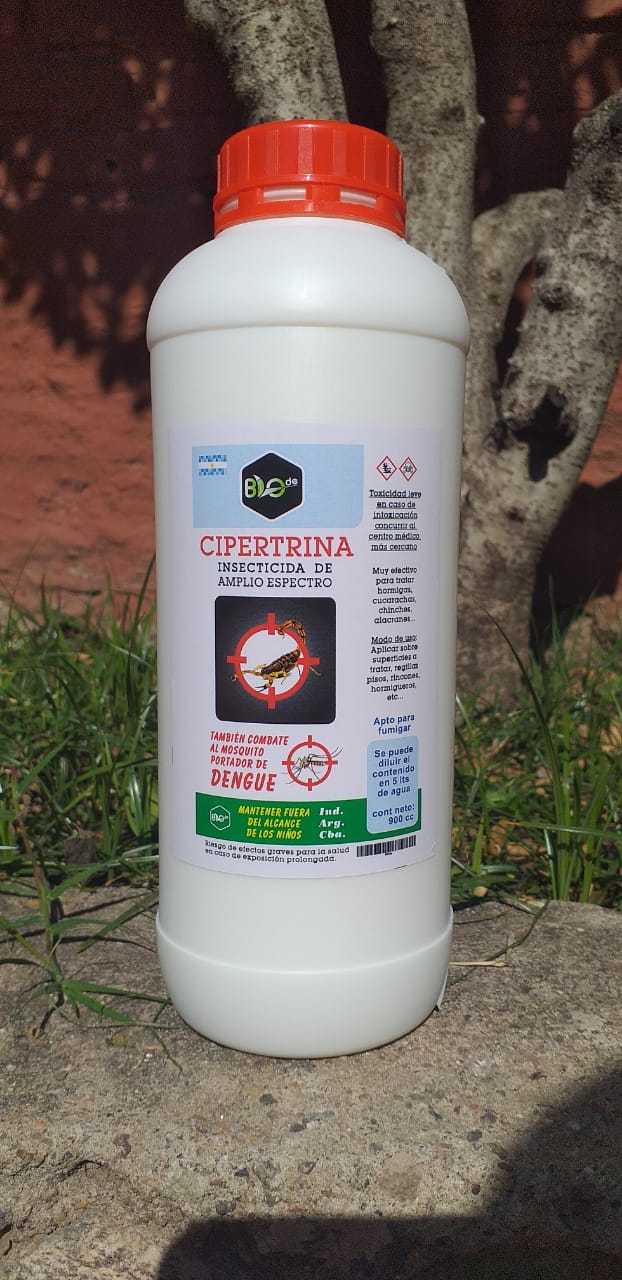 BIO de
CIPERTRINA
INSECTICIDA DE
AMPLIO ESPECTRO
TAMBIÉN COMBATE
AL MOSQUITO
PORTADOR DE
DENGUE
BIO
MANTENER FUERA
DEL ALCANCE
DE LOS NIÑOS
Ind.
Arg.
Cba.
Riesgo de efectos graves para la salud
en caso de exposición prolongada.
Toxicidad leve
en caso de
intoxicación
concurrir al
centro médico
más cercano
Muy efectivo
para tratar
hormigas,
cucarachas,
chinches,
alacranes...
Modo de uso:
Aplicar sobre
superficies a
tratar, regillas
pisos, rincones,
hormigueros,
etc...
Apto para
fumigar
Se puede
diluir el
contenido
en 5 lts
de agua
cont neto:
900 cc